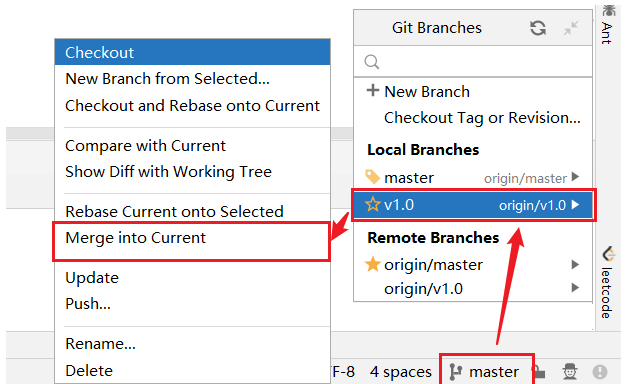 Checkout
New Branch from Selected...
Checkout and Rebase onto Current
Compare with Current
Show Diff with Working Tree
Rebase Current onto Selected
Merge into Current
Update
Push...
Rename...
Delete
Git Branches
New Branch
Checkout Tag or Revision...
Local Branches
master origin/master
v1.0 origin/v1.0
Remote Branches
origin/master
origin/v1.0
Ant
leetcode
F-8 4 spaces master